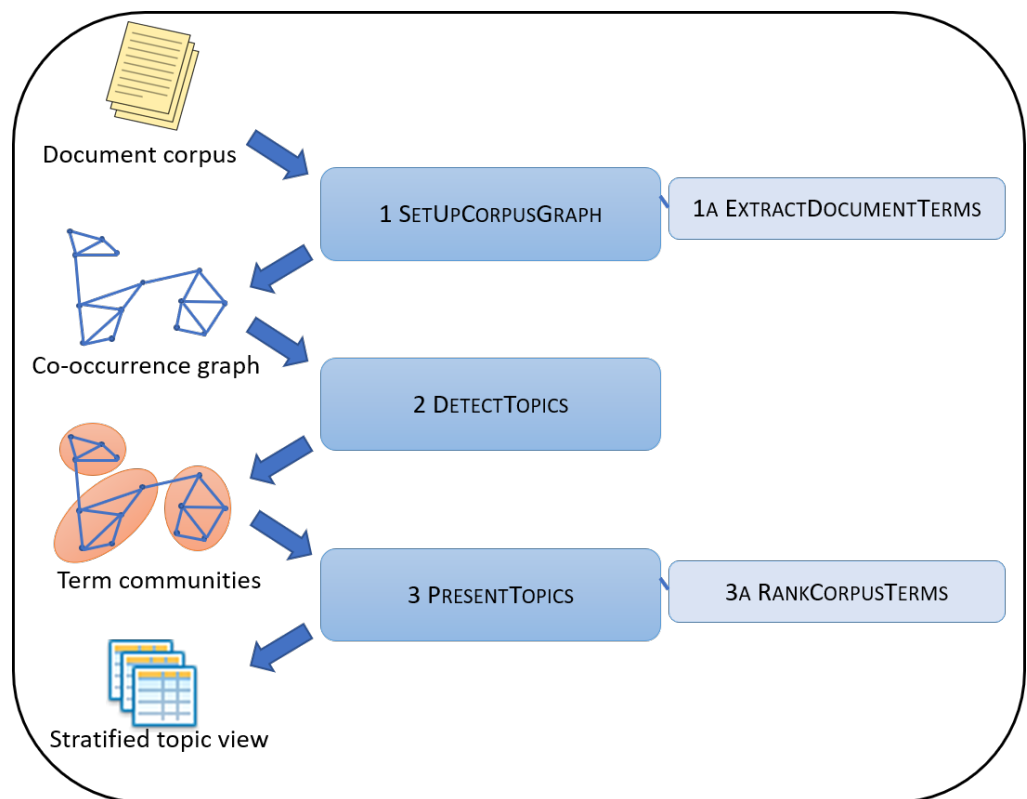 Document corpus
1 SetUpCorpusGraph
1a ExtractDocumentTerms
Co-occurrence graph
2 DetectTopics
Term communities
3 PresentTopics
3a RankCorpusTerms
Stratified topic view